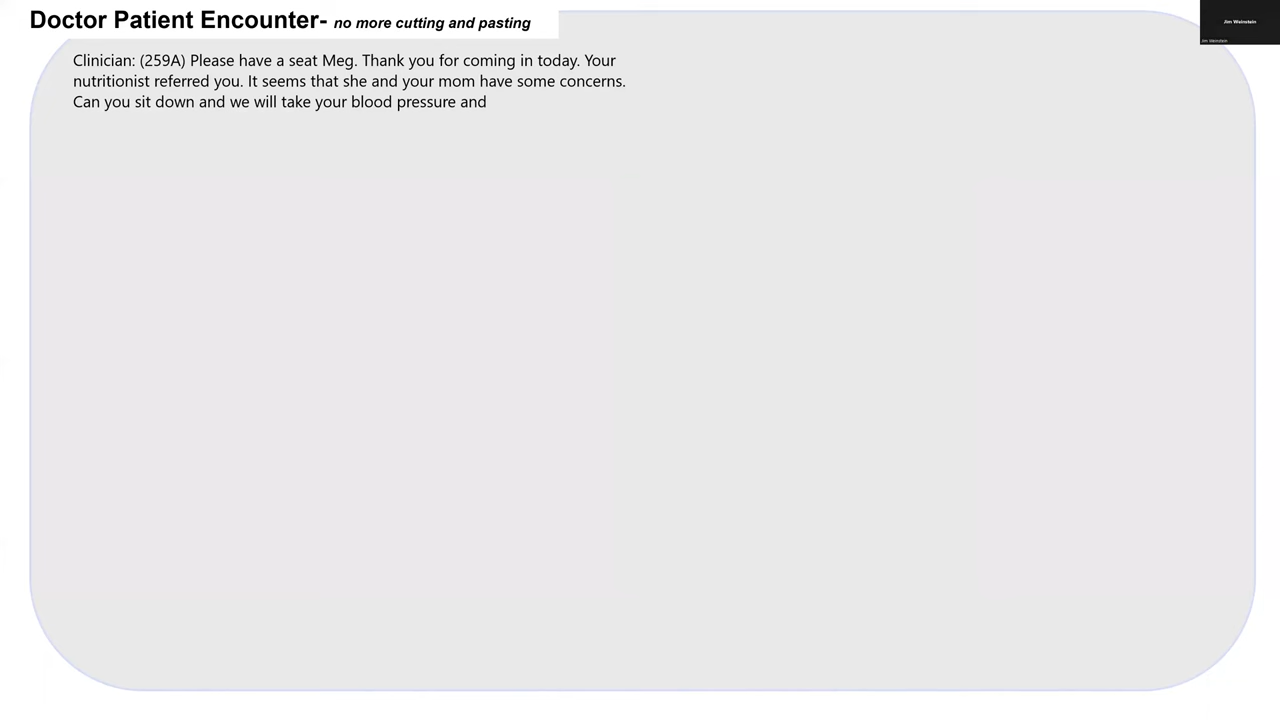 Doctor Patient Encounter- no more cutting and pasting
Jim Weinstein
Jim Weinstein
Clinician: (259A) Please have a seat Meg. Thank you for coming in today. Your
nutritionist referred you. It seems that she and your mom have some concerns.
Can you sit down and we will take your blood pressure and